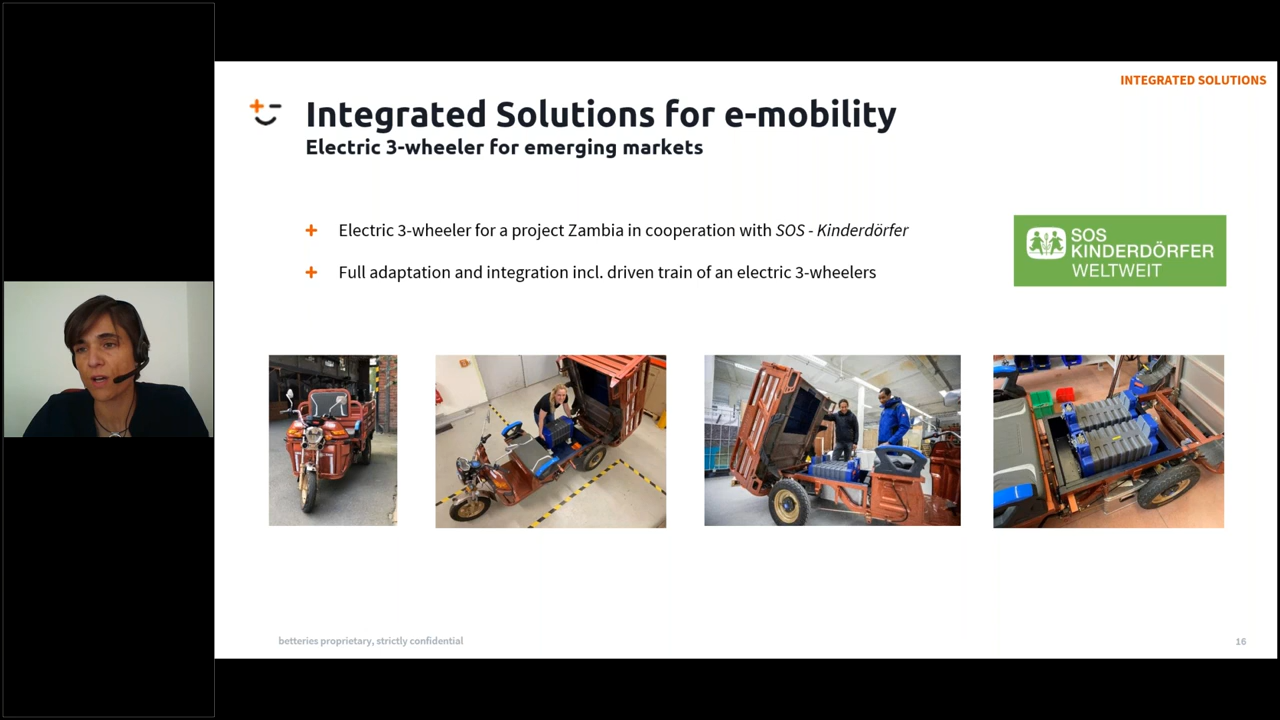 INTEGRATED SOLUTIONS
Integrated Solutions for e-mobility
Electric 3-wheeler for emerging markets
+ Electric 3-wheeler for a project Zambia in cooperation with SOS - Kinderdörfer
+ Full adaptation and integration incl. driven train of an electric 3-wheelers
SOS
KINDERDÖRFER
WELTWEIT
betteries proprietary, strictly confidential
16